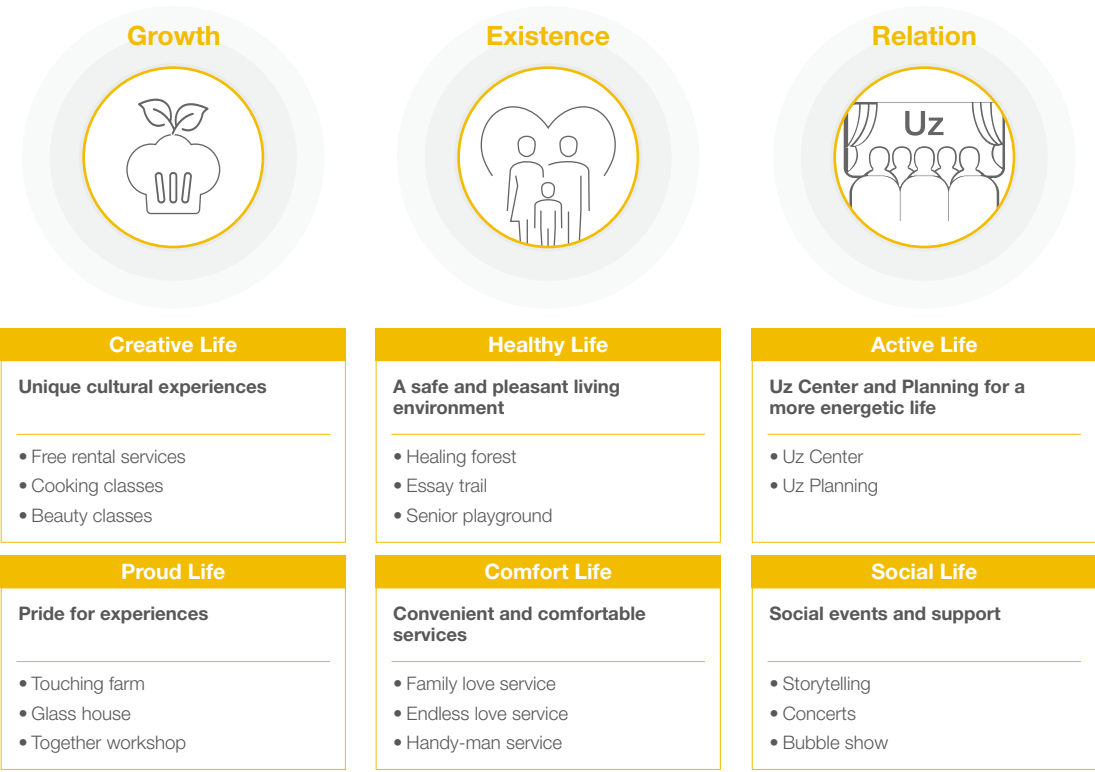 Growth
Existence
Relation
Uz
Creative Life
Unique cultural experiences
• Free rental services
• Cooking classes
• Beauty classes
Healthy Life
A safe and pleasant living
environment
• Healing forest
• Essay trail
• Senior playground
Active Life
Uz Center and Planning for a
more energetic life
• Uz Center
• Uz Planning
Proud Life
Pride for experiences
• Touching farm
• Glass house
• Together workshop
Comfort Life
Convenient and comfortable
services
• Family love service
• Endless love service
• Handy-man service
Social Life
Social events and support
• Storytelling
• Concerts
• Bubble show